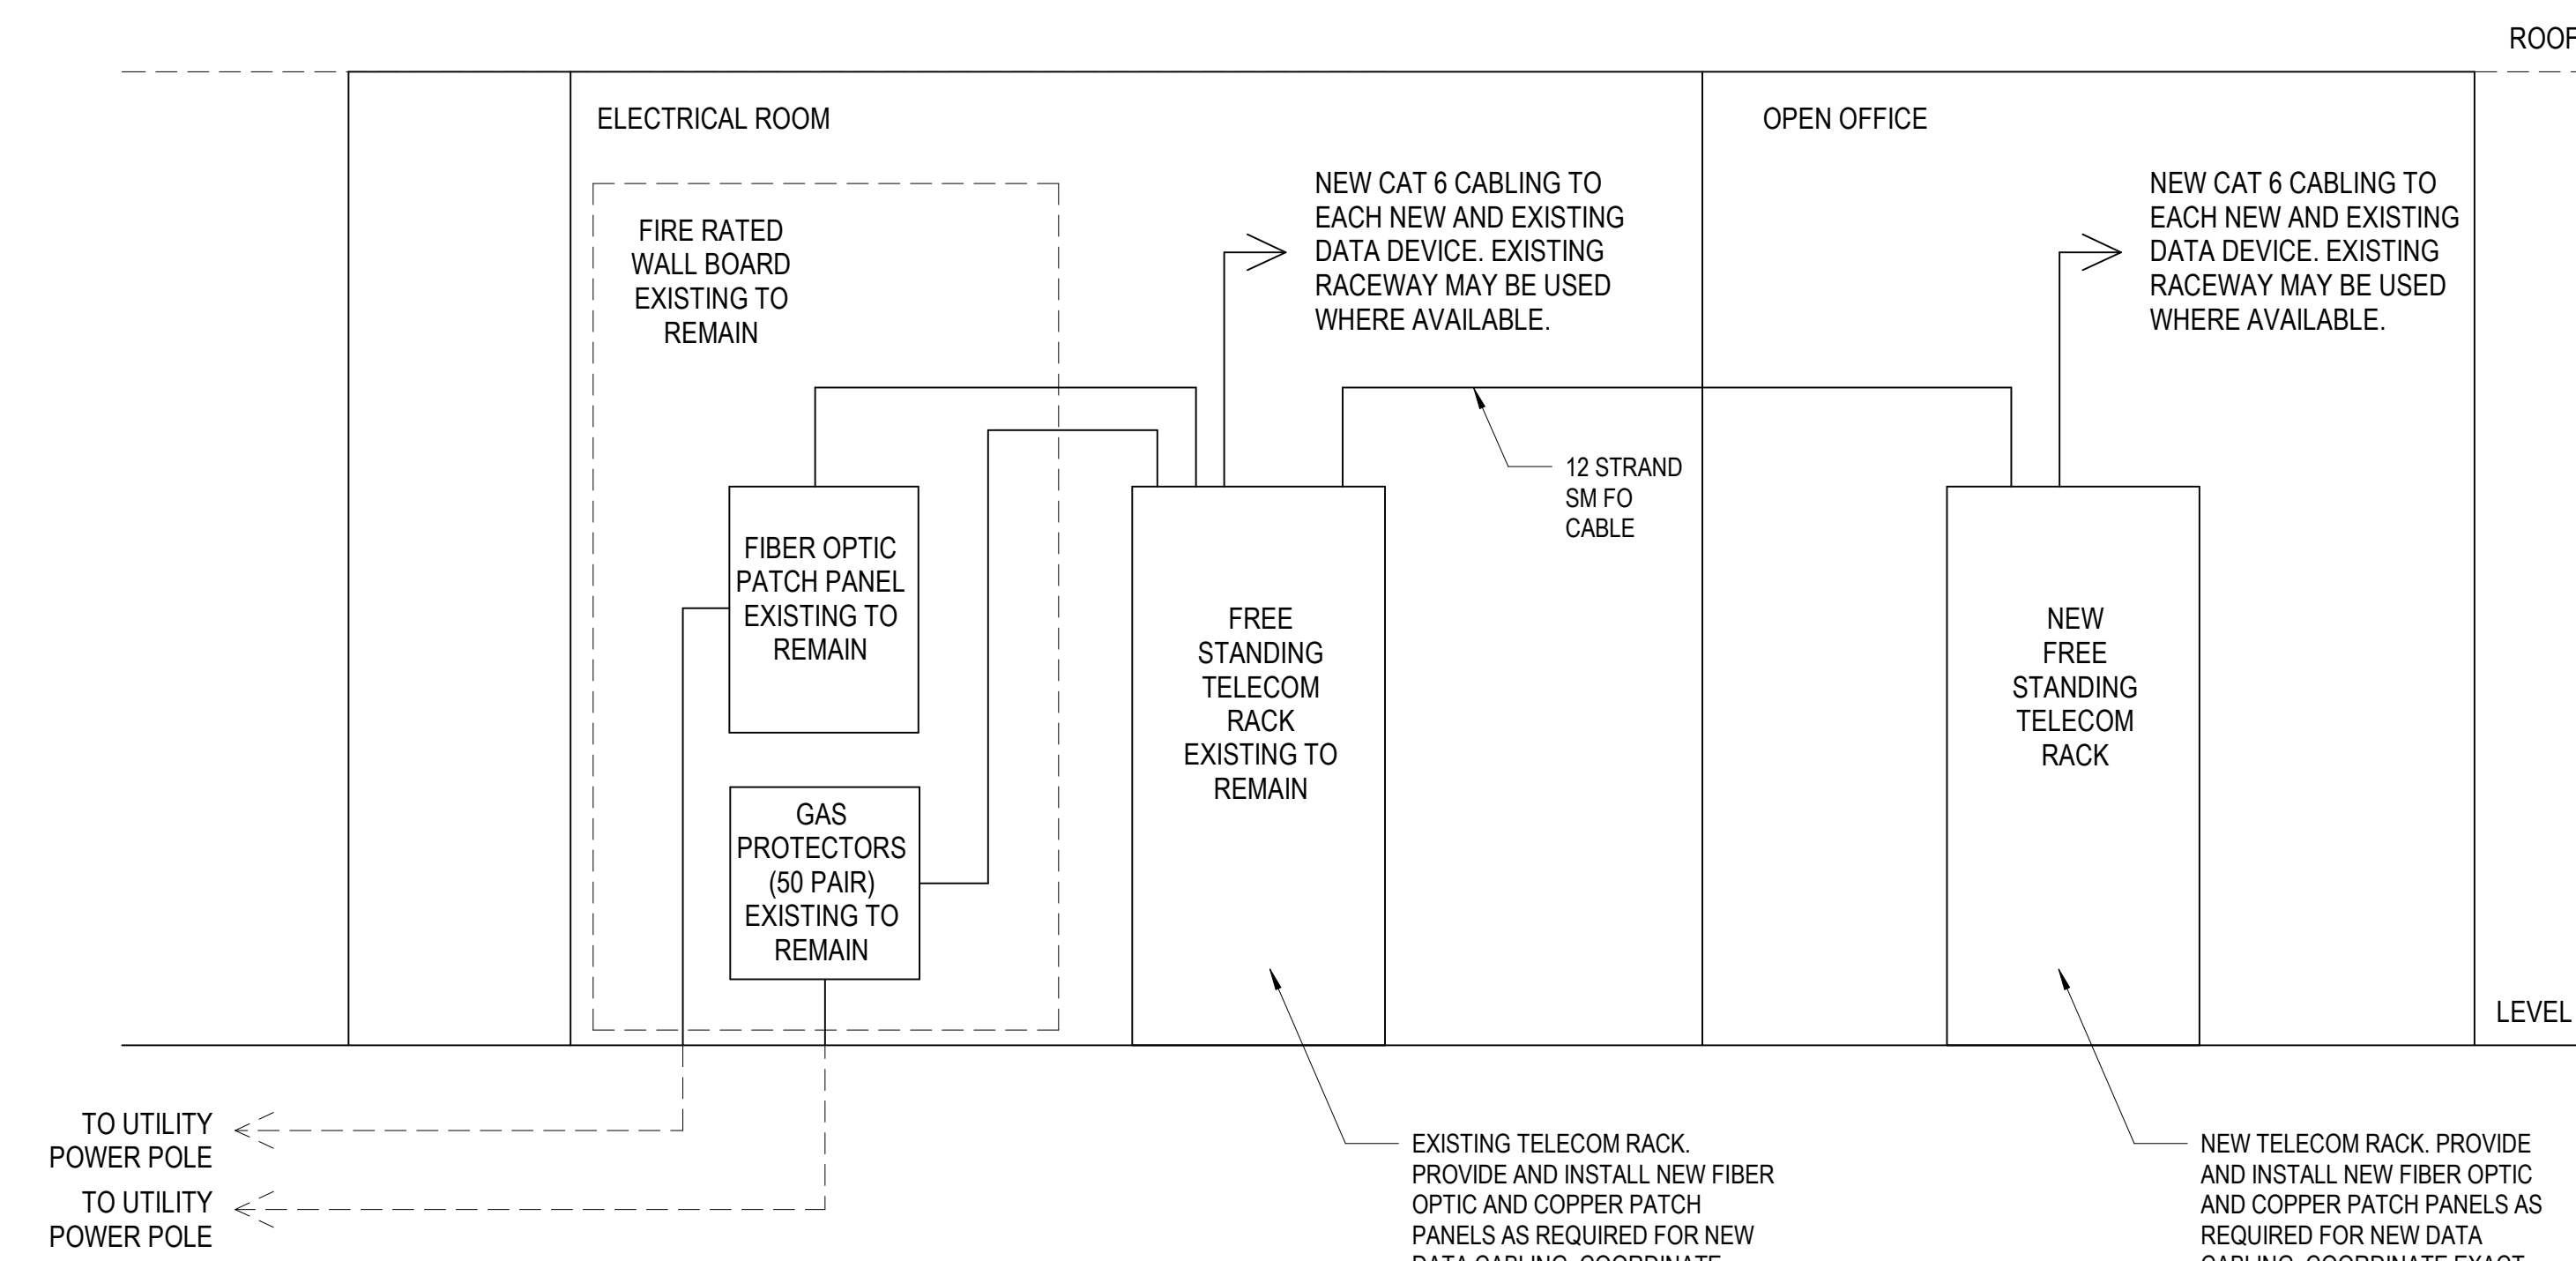 ROOF
ELECTRICAL ROOM
OPEN OFFICE
FIRE RATED
WALL BOARD
EXISTING TO
REMAIN
NEW CAT 6 CABLING TO
EACH NEW AND EXISTING
DATA DEVICE. EXISTING
RACEWAY MAY BE USED
WHERE AVAILABLE.
NEW CAT 6 CABLING TO
EACH NEW AND EXISTING
DATA DEVICE. EXISTING
RACEWAY MAY BE USED
WHERE AVAILABLE.
12 STRAND
SM FO
CABLE
FIBER OPTIC
PATCH PANEL
EXISTING TO
REMAIN
FREE
STANDING
TELECOM
RACK
EXISTING TO
REMAIN
NEW
FREE
STANDING
TELECOM
RACK
GAS
PROTECTORS
(50 PAIR)
EXISTING TO
REMAIN
LEVEL
TO UTILITY
POWER POLE
TO UTILITY
POWER POLE
EXISTING TELECOM RACK.
PROVIDE AND INSTALL NEW FIBER
OPTIC AND COPPER PATCH
PANELS AS REQUIRED FOR NEW
DATA CABLING. COORDINATE
NEW TELECOM RACK. PROVIDE
AND INSTALL NEW FIBER OPTIC
AND COPPER PATCH PANELS AS
REQUIRED FOR NEW DATA
CABLING. COORDINATE EXACT